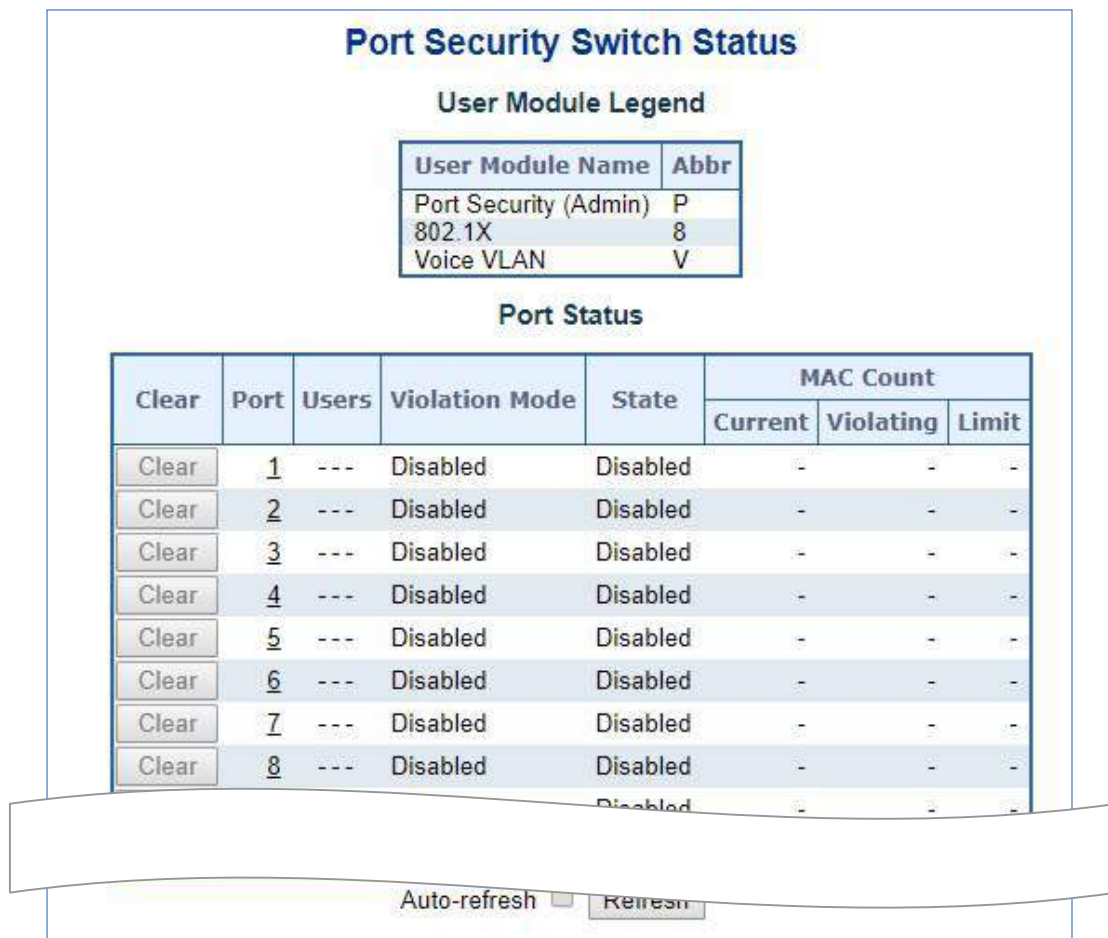 Port Security Switch Status
User Module Legend
User Module Name Abbr
Port Security (Admin) P
802.1X 8
Voice VLAN V
Port Status
Clear Port Users Violation Mode State MAC Count
Current Violating Limit
Clear 1 --- Disabled Disabled - - -
Clear 2 --- Disabled Disabled - - -
Clear 3 --- Disabled Disabled - - -
Clear 4 --- Disabled Disabled - - -
Clear 5 --- Disabled Disabled - - -
Clear 6 --- Disabled Disabled - - -
Clear 7 --- Disabled Disabled - - -
Clear 8 --- Disabled Disabled - - -
Disabled - - -
Auto-refresh Refresh